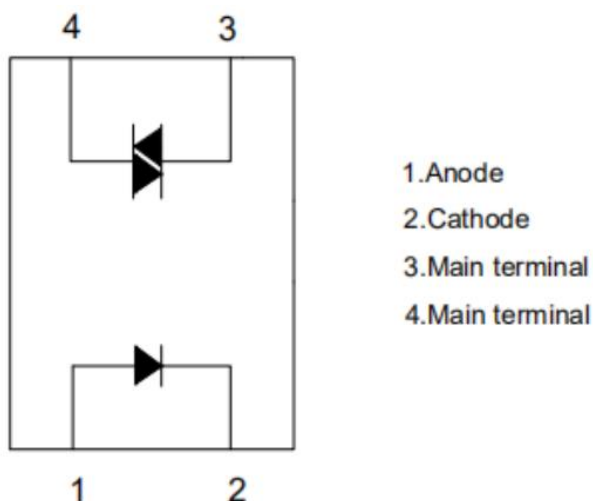 4 3
1.Anode
2.Cathode
3.Main terminal
4.Main terminal
1 2